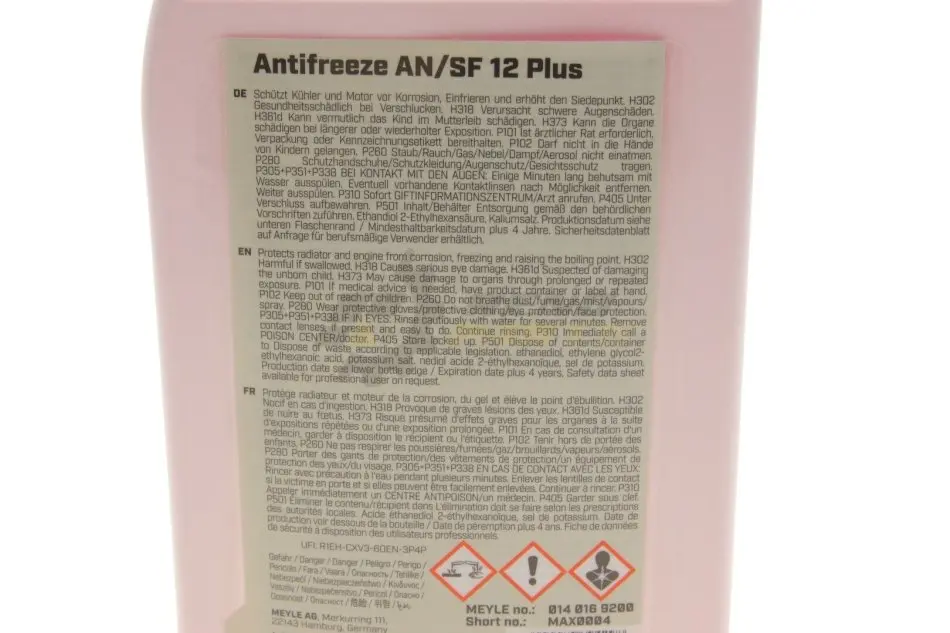 Antifreeze AN/SF 12 Plus
DE Schützt Kühler und Motor vor Korrosion, Einfrieren und erhöht den Siedepunkt. H302
Gesundheitsschädlich bei Verschlucken. H318 Verursacht schwere Augenschäden.
H361d Kann vermutlich das Kind im Mutterleib schädigen. H373 Kann die Organe
schädigen bei längerer oder wiederholter Exposition. P101 Ist ärztlicher Rat erforderlich,
Verpackung oder Kennzeichnungsetikett bereithalten. P102 Darf nicht in die Hände
von Kindern gelangen. P260 Staub/Rauch/Gas/Nebel/Dampf/Aerosol nicht einatmen.
P280 Schutzhandschuhe/Schutzkleidung/Augenschutz/Gesichtsschutz tragen.
P305+P351+P338 BEI KONTAKT MIT DEN AUGEN: Einige Minuten lang behutsam mit
Wasser ausspülen. Eventuell vorhandene Kontaktlinsen nach Möglichkeit entfernen.
Weiter ausspülen. P310 Sofort GIFTINFORMATIONSZENTRUM/Arzt anrufen. P405 Unter
Verschluss aufbewahren. P501 Inhalt/Behälter Entsorgung gemäß den behördlichen
Vorschriften zuführen. Ethandiol 2-Ethylhexansäure, Kaliumsalz. Produktionsdatum siehe
unteren Flaschenrand / Mindesthaltbarkeitsdatum plus 4 Jahre. Sicherheitsdatenblatt
auf Anfrage für berufsmäßige Verwender erhältlich.
EN Protects radiator and engine from corrosion, freezing and raising the boiling point. H302
Harmful if swallowed. H318 Causes serious eye damage. H361d Suspected of damaging
the unborn child. H373 May cause damage to organs through prolonged or repeated
exposure. P101 If medical advice is needed, have product container or label at hand.
P102 Keep out of reach of children. P260 Do not breathe dust/fume/gas/mist/vapours/
spray. P280 Wear protective gloves/protective clothing/eye protection/face protection.
P305+P351+P338 IF IN EYES: Rinse cautiously with water for several minutes. Remove
contact lenses, if present and easy to do. Continue rinsing. P310 Immediately call a
POISON CENTER/doctor. P405 Store locked up. P501 Dispose of contents/container
to Dispose of waste according to applicable legislation. ethanediol, ethylene glycol2-
ethylhexanoic acid, potassium salt. nediol acide 2-éthylhexanoïque, sel de potassium.
Production date see lower bottle edge / Expiration date plus 4 years. Safety data sheet
available for professional user on request.
FR Protège radiateur et moteur de la corrosion, du gel et élève le point d'ébullition. H302
Nocif en cas d'ingestion. H318 Provoque de graves lésions des yeux. H361d Susceptible
de nuire au fœtus. H373 Risque présumé d'effets graves pour les organes à la suite
d'expositions répétées ou d'une exposition prolongée. P101 En cas de consultation d'un
médecin, garder à disposition le récipient ou l'étiquette. P102 Tenir hors de portée des
enfants. P260 Ne pas respirer les poussières/fumées/gaz/brouillards/vapeurs/aérosols.
P280 Porter des gants de protection/des vêtements de protection/un équipement de
protection des yeux/du visage. P305+P351+P338 EN CAS DE CONTACT AVEC LES YEUX:
Rincer avec précaution à l'eau pendant plusieurs minutes. Enlever les lentilles de contact
si la victime en porte et si elles peuvent être facilement enlevées. Continuer à rincer. P310
Appeler immédiatement un CENTRE ANTIPOISON/un médecin. P405 Garder sous clef.
P501 Éliminer le contenu/récipient dans L'élimination doit se faire selon les prescriptions
des autorités locales. Acide éthanediol 2-éthylhexanoïque, sel de potassium. Date de
production voir dessous de la bouteille / Date de péremption plus 4 ans. Fiche de données
de sécurité à disposition des utilisateurs professionnels.
UFI: R1EH-CXV3-6DEN-3P4P
Gefahr / Danger / Danger / Peligro / Perigo /
Pericolo / Fara / Vaara / Опасность / Tehlike /
Nebezpečí / Niebezpieczeństwo / Κίνδυνος /
Veszély / Nebezpečenstvo / Pericol / Опасно /
Opasnost / Опасност / 危險 / 위험 /
MEYLE AG, Merkurring 111,
22143 Hamburg, Germany
MEYLE no.: 014 016 9200
Short no.: MAX0004